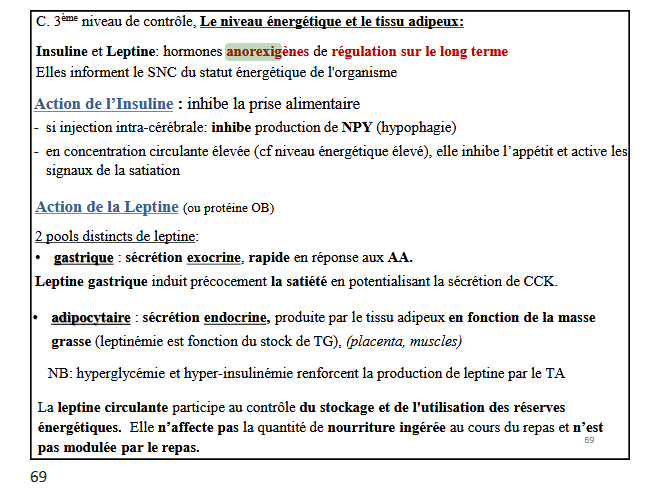 C. 3ème niveau de contrôle, Le niveau énergétique et le tissu adipeux:
Insuline et Leptine: hormones anorexigènes de régulation sur le long terme
Elles informent le SNC du statut énergétique de l'organisme
Action de l’Insuline : inhibe la prise alimentaire
- si injection intra-cérébrale: inhibe production de NPY (hypophagie)
- en concentration circulante élevée (cf niveau énergétique élevé), elle inhibe l’appétit et active les
signaux de la satiation
Action de la Leptine (ou protéine OB)
2 pools distincts de leptine:
• gastrique : sécrétion exocrine, rapide en réponse aux AA.
Leptine gastrique induit précocement la satiété en potentialisant la sécrétion de CCK.
• adipocytaire : sécrétion endocrine, produite par le tissu adipeux en fonction de la masse
grasse (leptinémie est fonction du stock de TG), (placenta, muscles)
NB: hyperglycémie et hyper-insulinémie renforcent la production de leptine par le TA
La leptine circulante participe au contrôle du stockage et de l'utilisation des réserves
énergétiques. Elle n’affecte pas la quantité de nourriture ingérée au cours du repas et n’est
pas modulée par le repas.
69
69